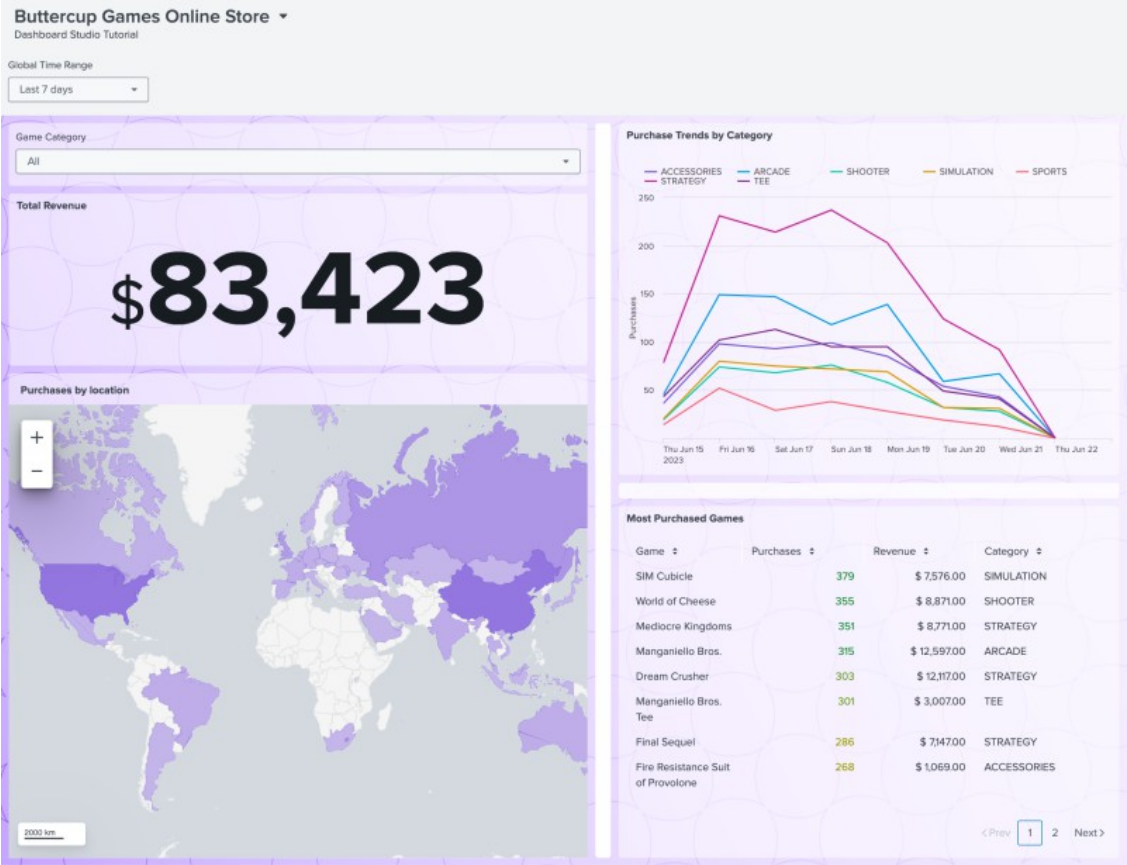 Buttercup Games Online Store
Dashboard Studio Tutorial
Global Time Range
Last 7 days
Game Category
All
Total Revenue
$83,423
Purchases by location
+
−
2000 km
Purchase Trends by Category
ACCESSORIES ARCADE SHOOTER SIMULATION SPORTS
STRATEGY TEE
250
200
150
100
50
Purchases
Thu Jun 15 Fri Jun 16 Sat Jun 17 Sun Jun 18 Mon Jun 19 Tue Jun 20 Wed Jun 21 Thu Jun 22
2023
Most Purchased Games
Game Purchases Revenue Category
SIM Cubicle 379 $ 7,576.00 SIMULATION
World of Cheese 355 $ 8,871.00 SHOOTER
Mediocre Kingdoms 351 $ 8,771.00 STRATEGY
Manganiello Bros. 315 $ 12,597.00 ARCADE
Dream Crusher 303 $ 12,117.00 STRATEGY
Manganiello Bros. 301 $ 3,007.00 TEE
Tee
Final Sequel 286 $ 7,147.00 STRATEGY
Fire Resistance Suit 268 $ 1,069.00 ACCESSORIES
of Provolone
<Prev 1 2 Next>